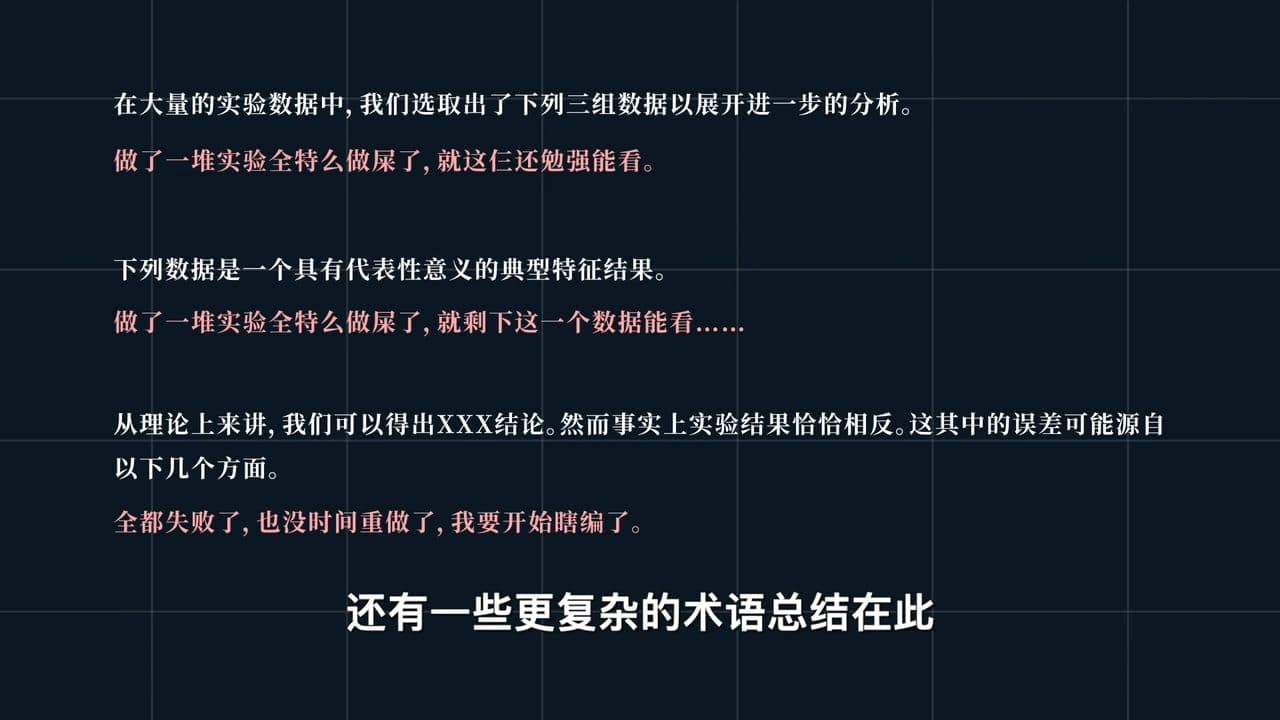 在大量的实验数据中, 我们选取出了下列三组数据以展开进一步的分析。
做了一堆实验全特么做屎了, 就这仨还勉强能看。
下列数据是一个具有代表性意义的典型特征结果。
做了一堆实验全特么做屎了, 就剩下这一个数据能看……
从理论上来讲, 我们可以得出XXX结论。然而事实上实验结果恰恰相反。这其中的误差可能源自
以下几个方面。
全都失败了, 也没时间重做了, 我要开始瞎编了。
还有一些更复杂的术语总结在此